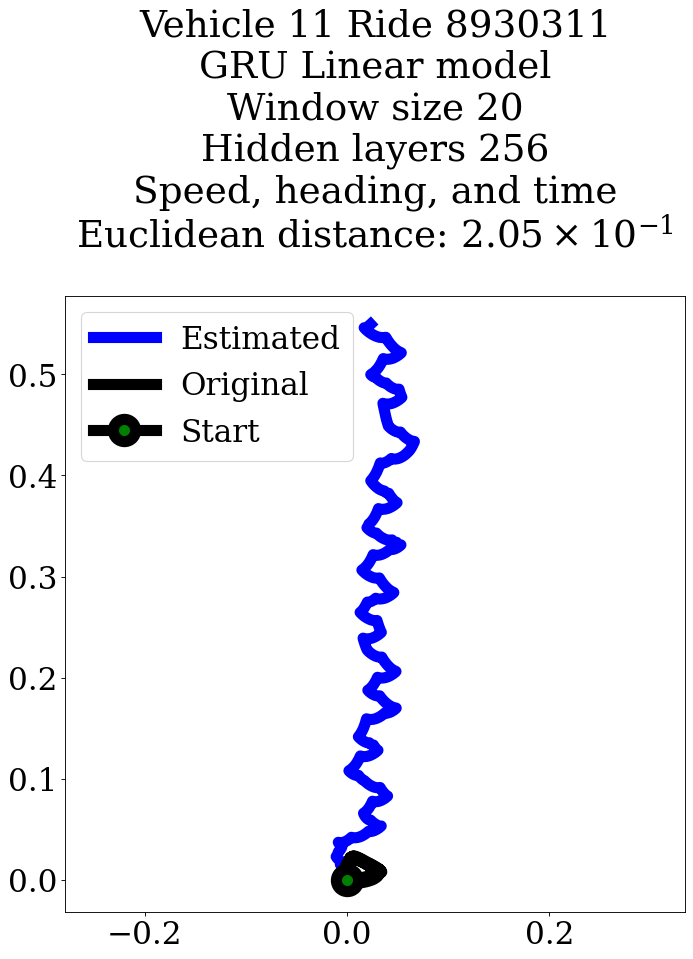 Vehicle 11 Ride 8930311
GRU Linear model
Window size 20
Hidden layers 256
Speed, heading, and time
Euclidean distance: 2.05 × 10⁻¹
Estimated
Original
Start
0.5
0.4
0.3
0.2
0.1
0.0
−0.2 0.0 0.2